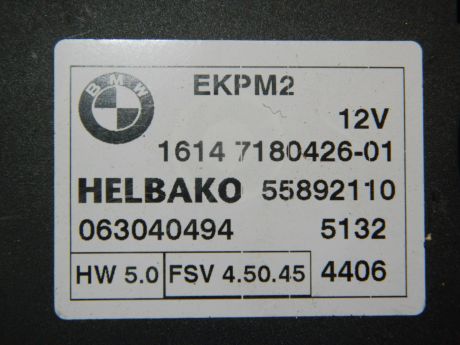 BMW
EKPM2
12V
1614 7180426-01
HELBAKO 55892110
063040494 5132
HW 5.0 FSV 4.50.45 4406